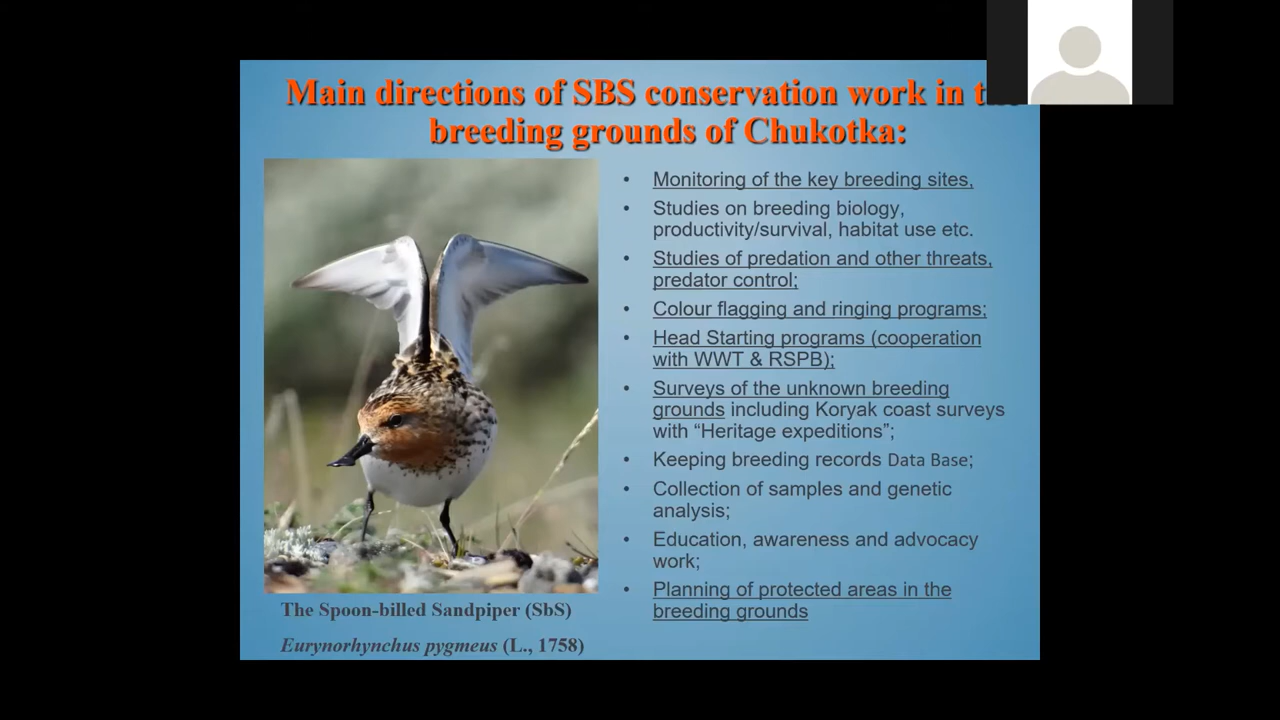 Main directions of SBS conservation work in
breeding grounds of Chukotka:
• Monitoring of the key breeding sites,
• Studies on breeding biology,
productivity/survival, habitat use etc.
• Studies of predation and other threats,
predator control;
• Colour flagging and ringing programs;
• Head Starting programs (cooperation
with WWT & RSPB);
• Surveys of the unknown breeding
grounds including Koryak coast surveys
with “Heritage expeditions”;
• Keeping breeding records Data Base;
• Collection of samples and genetic
analysis;
• Education, awareness and advocacy
work;
• Planning of protected areas in the
breeding grounds
The Spoon-billed Sandpiper (SbS)
Eurynorhynchus pygmeus (L., 1758)